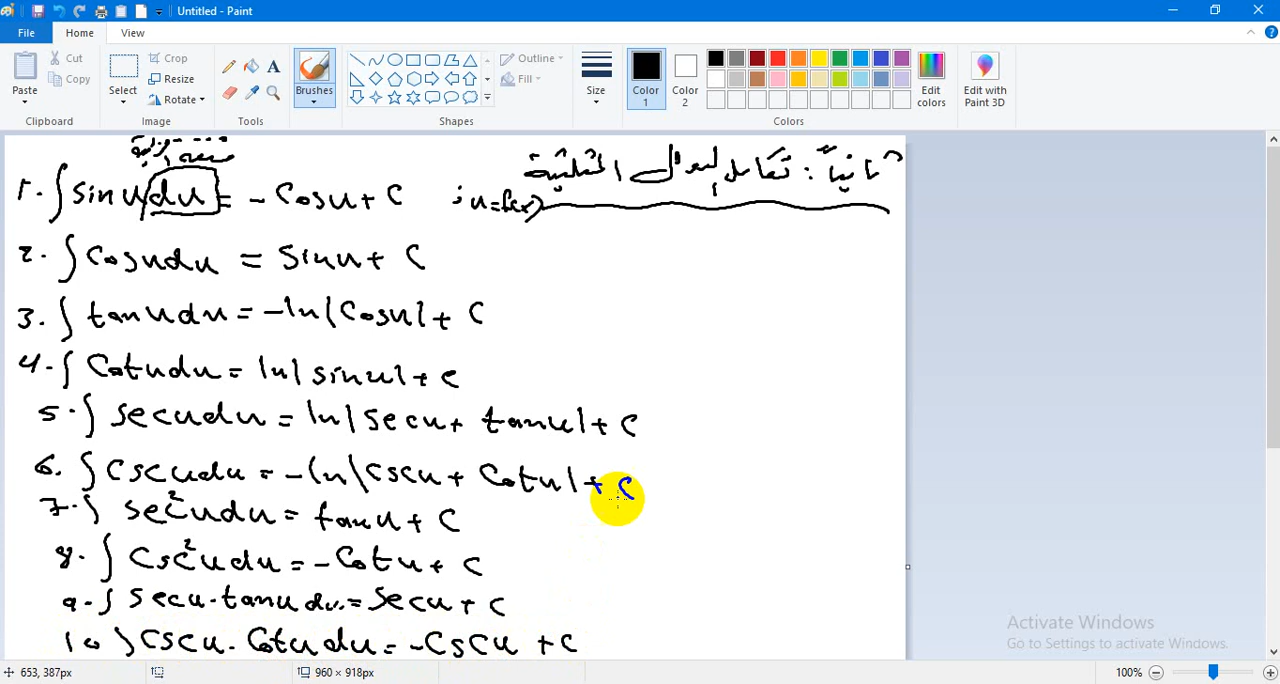 Untitled - Paint
File
Home
View
Paste
Cut
Copy
Clipboard
Select
Crop
Resize
Rotate
Image
Tools
Brushes
Shapes
Outline
Fill
Size
Color 1
Color 2
Edit colors
Edit with Paint 3D
Colors
ثانياً: تكامل الدوال المثلثية
1. ∫ sin u du = - Cos u + C ; u = f(x)
2. ∫ Cos u du = Sin u + C
3. ∫ tan u du = -ln|Cos u| + C
4. ∫ Cot u du = ln|sin u| + c
5. ∫ Sec u du = ln|Sec u + tan u| + C
6. ∫ Csc u du = -ln|csc u + Cot u| + C
7. ∫ sec² u du = tan u + C
8. ∫ Csc² u du = - Cot u + C
9. ∫ Sec u · tan u du = Sec u + C
10 ∫ Csc u · Cot u du = - Csc u + C
Activate Windows
Go to Settings to activate Windows.
653, 387px
960 × 918px
100%